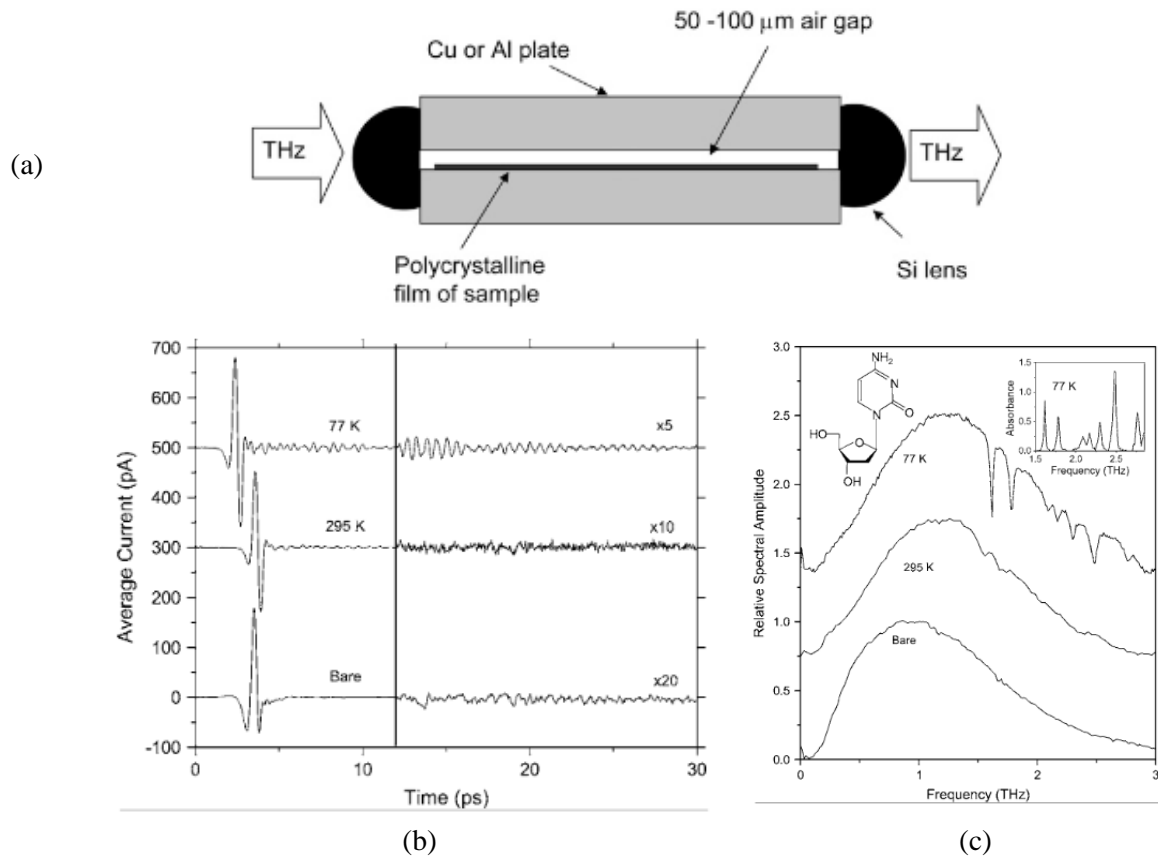 50 -100 μm air gap
Cu or Al plate
(a)
THz
THz
Polycrystalline
film of sample
Si lens
700
600
500
400
300
200
100
0
-100
Average Current (pA)
77 K
x5
295 K
x10
Bare
x20
0
10
20
30
Time (ps)
(b)
3.0
2.5
2.0
1.5
1.0
0.5
0.0
Relative Spectral Amplitude
NH2
N
N
O
HO
O
OH
77 K
295 K
Bare
1.5
1.0
0.5
0.0
Absorbance
77 K
1.5
2.0
2.5
Frequency (THz)
0
1
2
3
Frequency (THz)
(c)